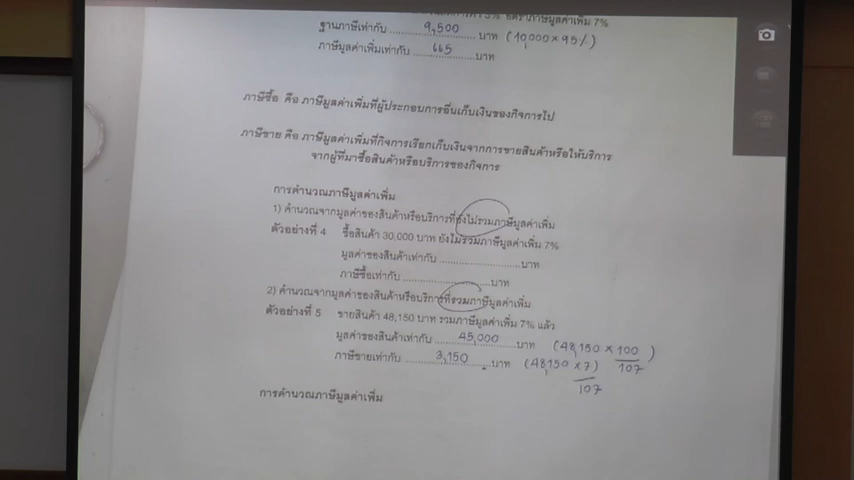 ภาษีมูลค่าเพิ่ม 7%
ฐานภาษีเท่ากับ ..........9,500.......... บาท (10,000 x 95%)
ภาษีมูลค่าเพิ่มเท่ากับ ..........665.......... บาท
ภาษีซื้อ คือ ภาษีมูลค่าเพิ่มที่ผู้ประกอบการอื่นเก็บเงินของกิจการไป
ภาษีขาย คือ ภาษีมูลค่าเพิ่มที่กิจการเรียกเก็บเงินจากการขายสินค้าหรือให้บริการ
จากผู้ที่มาซื้อสินค้าหรือบริการของกิจการ
การคำนวณภาษีมูลค่าเพิ่ม
1) คำนวณจากมูลค่าของสินค้าหรือบริการที่ยังไม่รวมภาษีมูลค่าเพิ่ม
ตัวอย่างที่ 4 ซื้อสินค้า 30,000 บาท ยังไม่รวมภาษีมูลค่าเพิ่ม 7%
มูลค่าของสินค้าเท่ากับ .................... บาท
ภาษีซื้อเท่ากับ .................... บาท
2) คำนวณจากมูลค่าของสินค้าหรือบริการที่รวมภาษีมูลค่าเพิ่ม
ตัวอย่างที่ 5 ขายสินค้า 48,150 บาท รวมภาษีมูลค่าเพิ่ม 7% แล้ว
มูลค่าของสินค้าเท่ากับ ..........45,000.......... บาท (48,150 x 100)
107
ภาษีขายเท่ากับ ..........3,150.......... บาท (48,150 x 7)
107
การคำนวณภาษีมูลค่าเพิ่ม